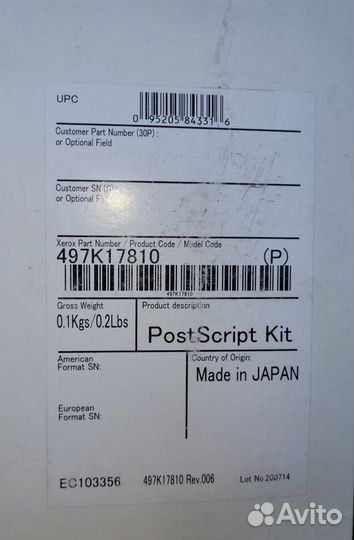 UPC
0 95205 84331 6
Customer Part Number (30P) :
or Optional Field
Customer SN (S)
or Optional F
Xerox Part Number / Product Code / Model Code
497K17810 (P)
497K17810
Gross Weight
0.1Kgs/0.2Lbs
Product description
PostScript Kit
American
Format SN:
Country of Origin:
Made in JAPAN
European
Format SN:
EC103356 497K17810 Rev.006 Lot No.200714
Avito